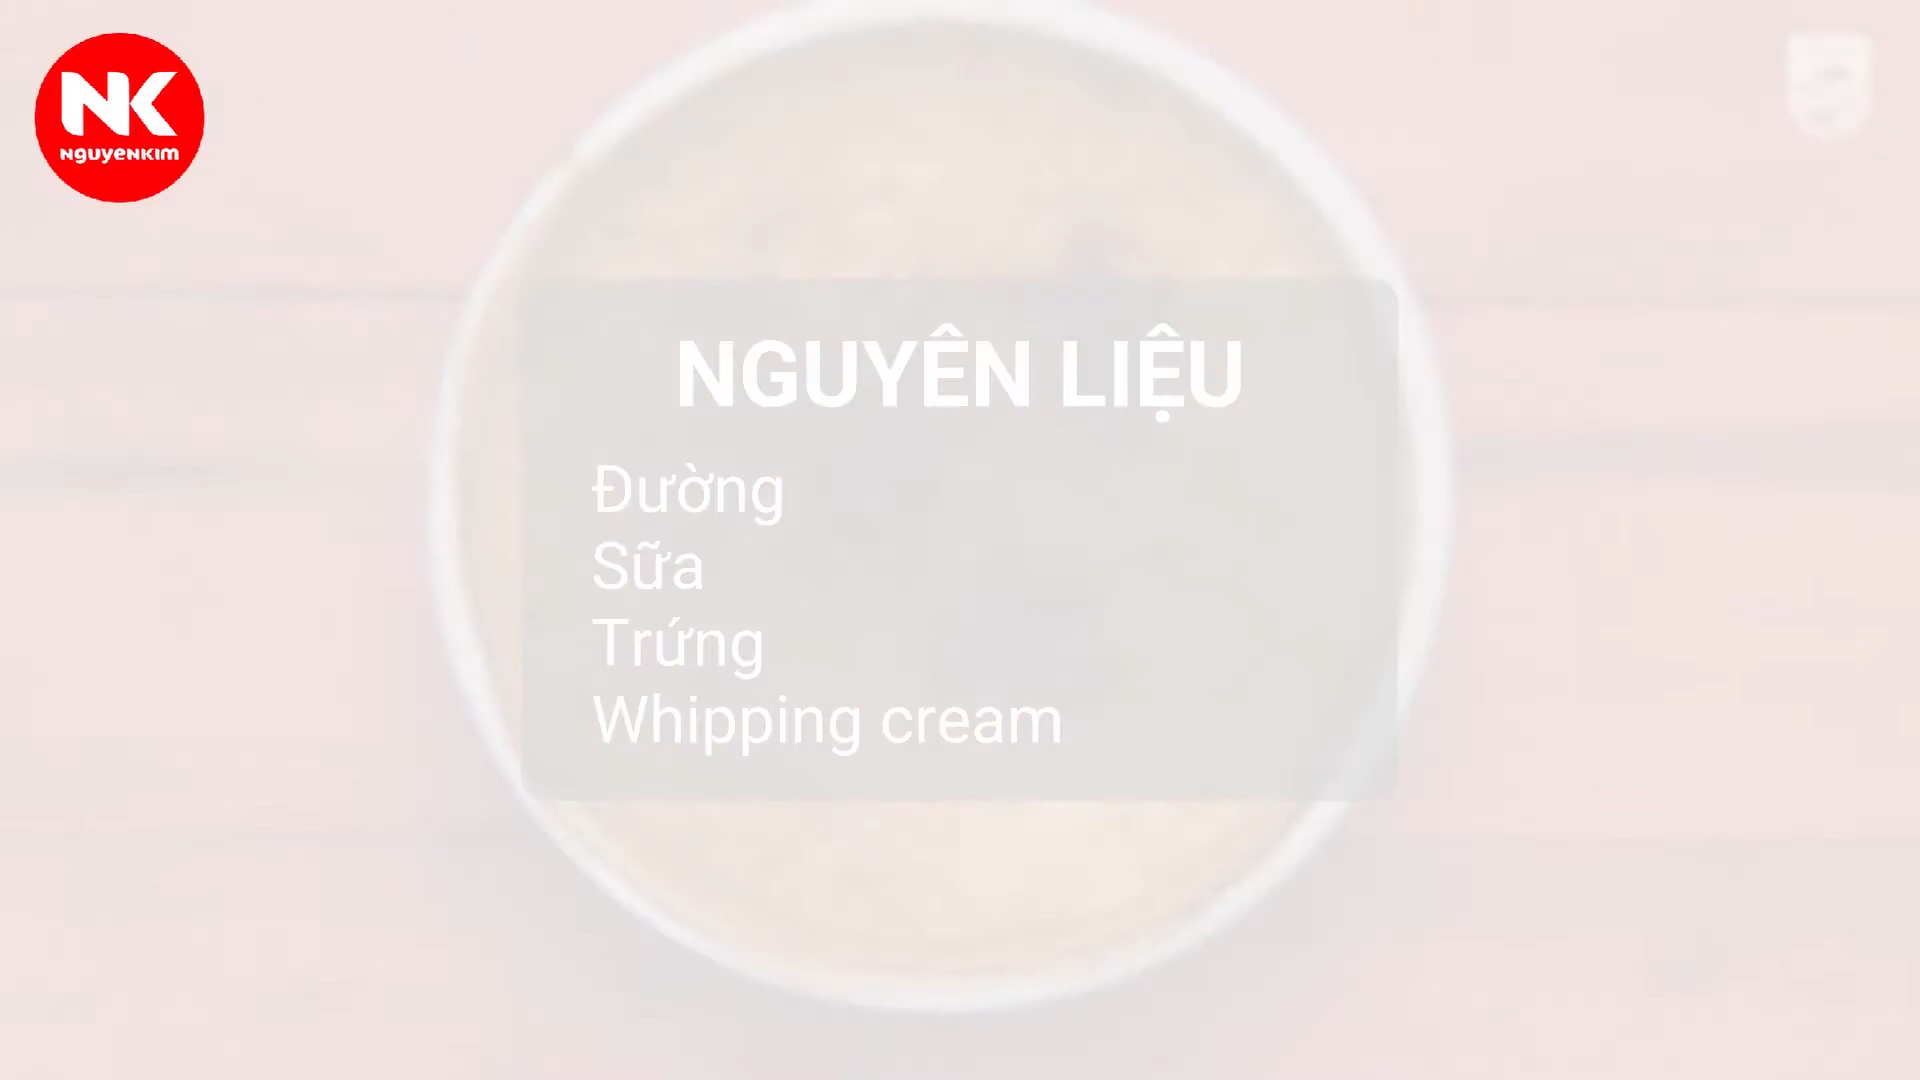 NK
NGUYENKIM
NGUYÊN LIỆU
Đường
Sữa
Trứng
Whipping cream